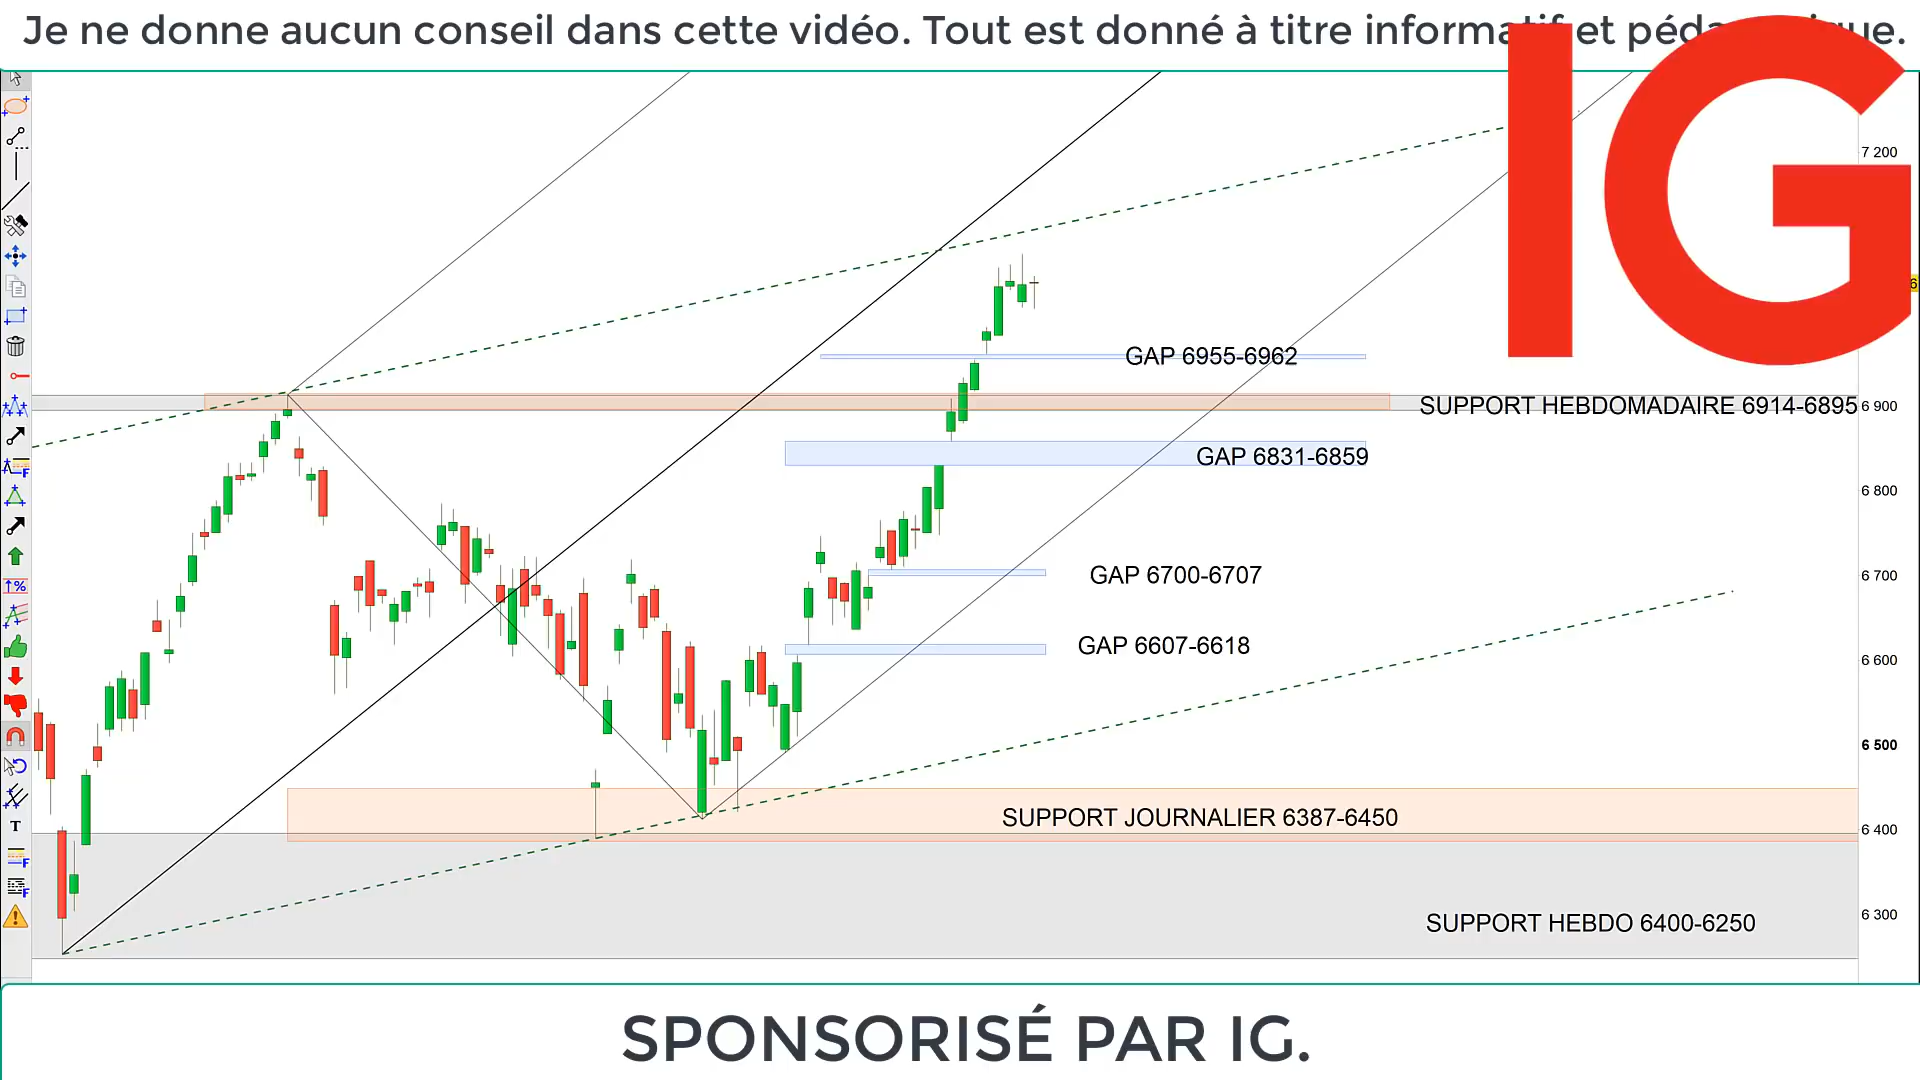 Je ne donne aucun conseil dans cette vidéo. Tout est donné à titre et
IG
7 200
GAP 6955-6962
SUPPORT HEBDOMADAIRE 6914-6895
6 900
GAP 6831-6859
6 800
GAP 6700-6707
6 700
GAP 6607-6618
6 600
6 500
SUPPORT JOURNALIER 6387-6450
6 400
SUPPORT HEBDO 6400-6250
6 300
SPONSORISÉ PAR IG.